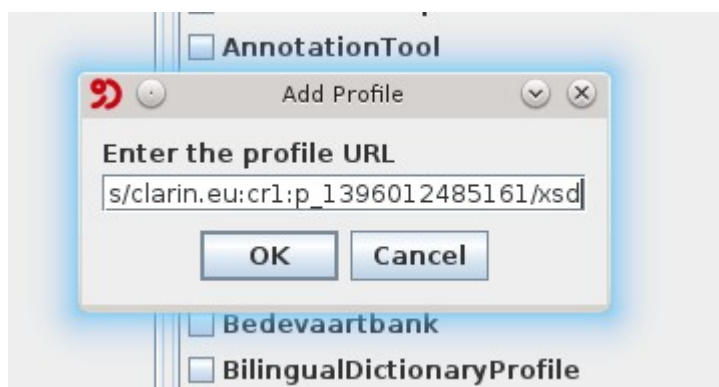 AnnotationTool
Add Profile
Enter the profile URL
s/clarin.eu:cr1:p_1396012485161/xsd
OK Cancel
Bedevaartbank
BilingualDictionaryProfile